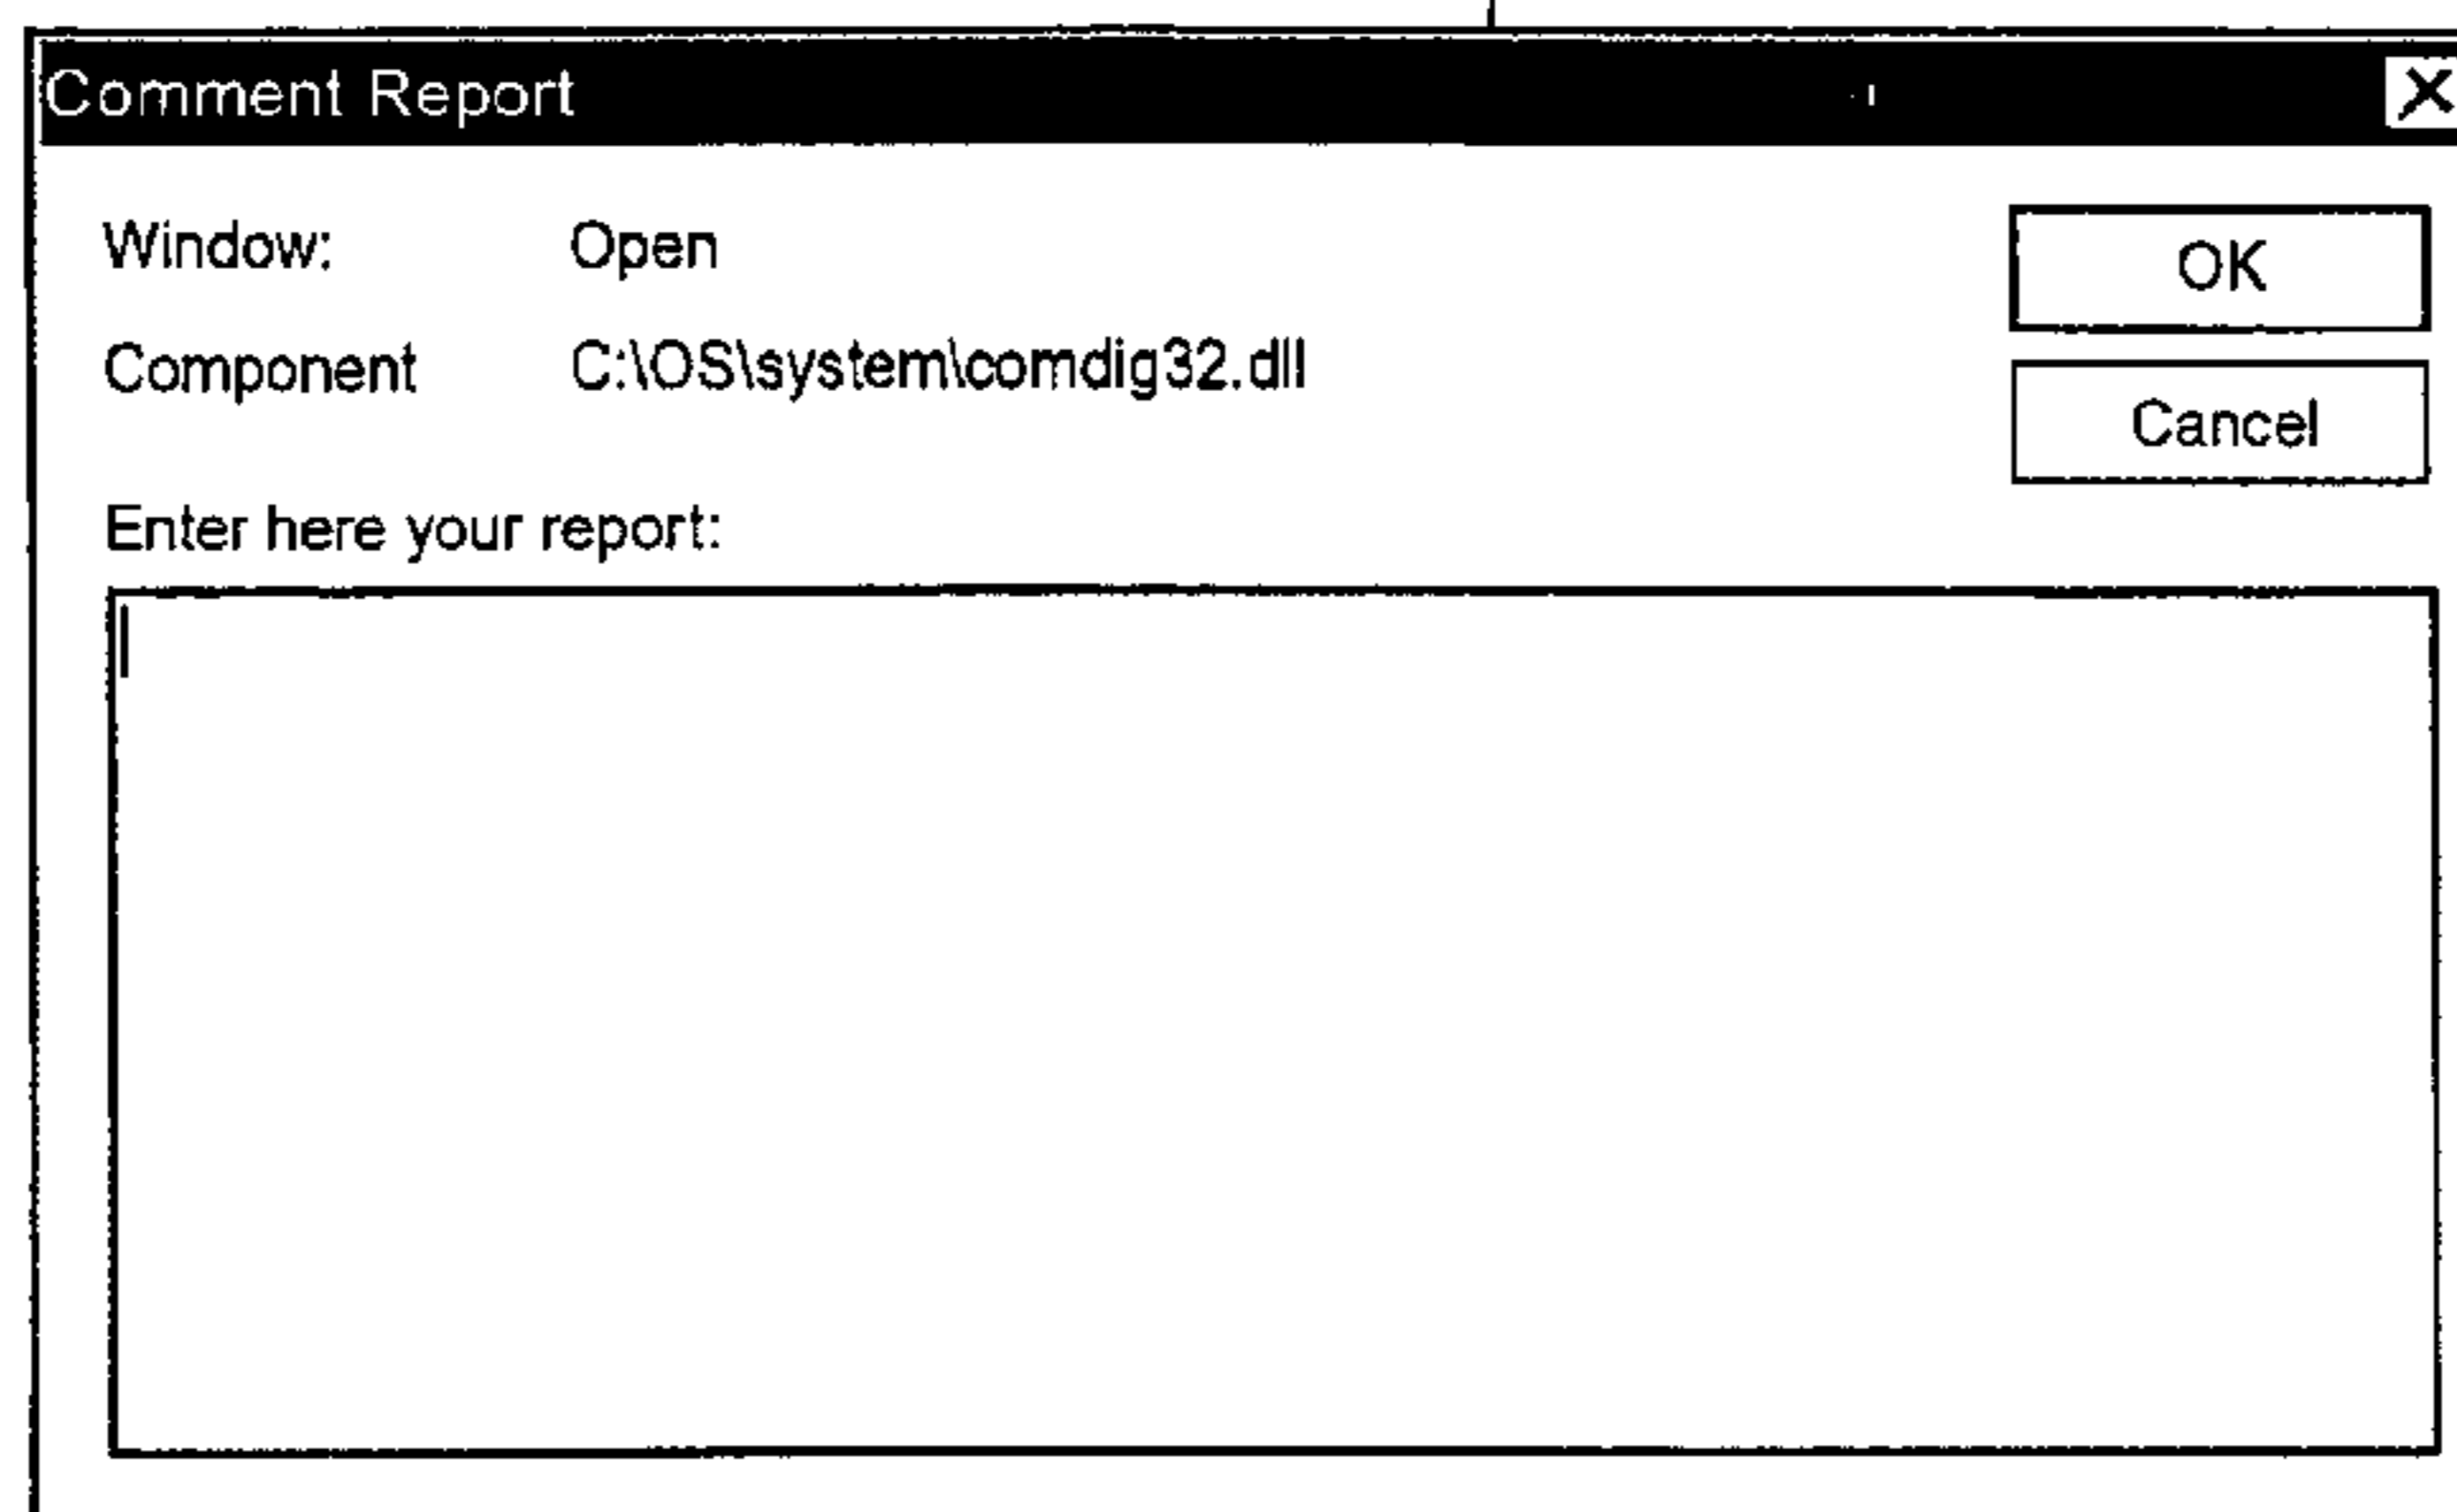 Comment Report
Window: Open
OK
Component C:\OS\system\comdig32.dll
Cancel
Enter here your report: